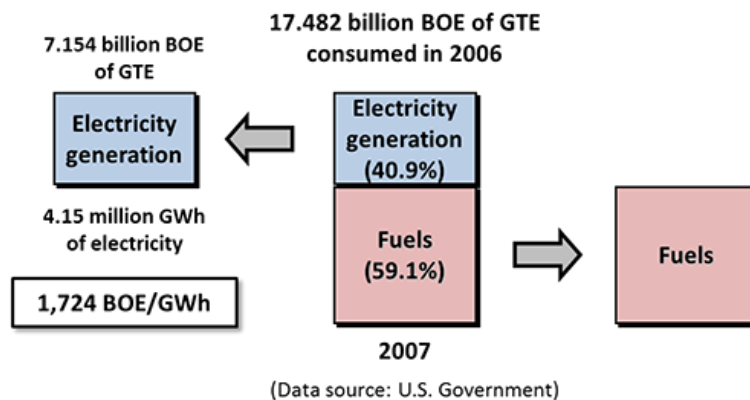 17.482 billion BOE of GTE
consumed in 2006
7.154 billion BOE
of GTE
Electricity
generation
Electricity
generation
(40.9%)
4.15 million GWh
of electricity
Fuels
(59.1%)
Fuels
1,724 BOE/GWh
2007
(Data source: U.S. Government)